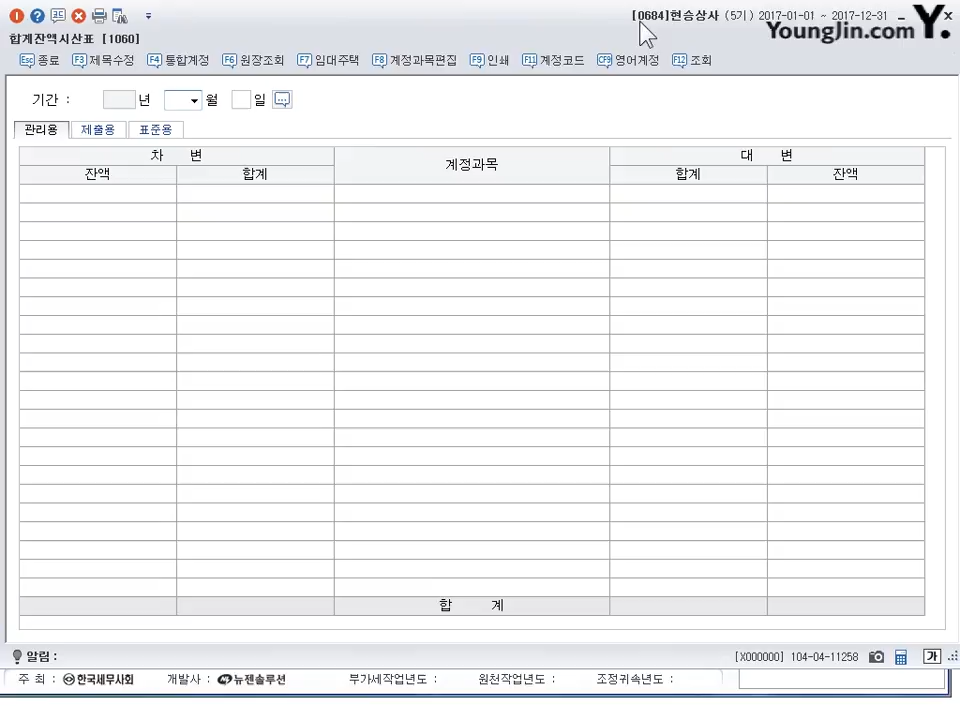 [0684]현승상사 (5기) 2017-01-01 ~ 2017-12-31
YoungJin.com Y.
합계잔액시산표 [1060]
Esc 종료 F3 제목수정 F4 통합계정 F6 원장조회 F7 임대주택 F8 계정과목편집 F9 인쇄 F11 계정코드 CF9 영어계정 F12 조회
기간 : 년 월 일
관리용 제출용 표준용
차 변 계정과목 대 변
잔액 합계 합계 잔액
합 계
알림 : [X000000] 104-04-11258 가
주 최 : 한국세무사회 개발사 : 뉴젠솔루션 부가세작업년도 : 원천작업년도 : 조정귀속년도 :